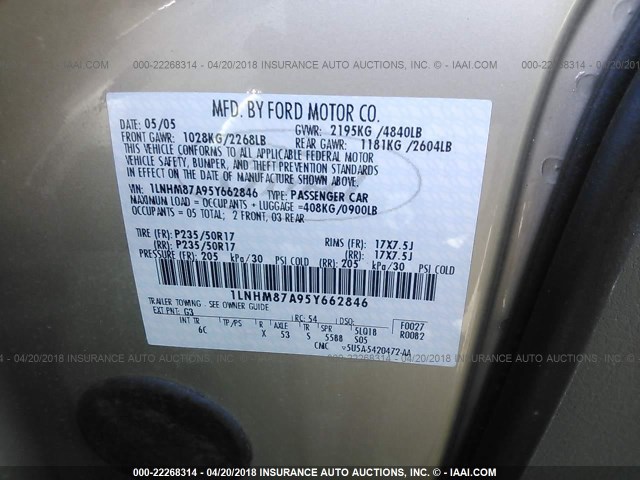 000-22268314 - 04/20/2018 INSURANCE AUTO AUCTIONS, INC. - © - IAAI.COM
MFD. BY FORD MOTOR CO.
DATE: 05/05 GVWR: 2195KG /4840LB
FRONT GAWR: 1028KG/2268LB REAR GAWR: 1181KG /2604LB
THIS VEHICLE CONFORMS TO ALL APPLICABLE FEDERAL MOTOR
VEHICLE SAFETY, BUMPER, AND THEFT PREVENTION STANDARDS
IN EFFECT ON THE DATE OF MANUFACTURE SHOWN ABOVE.
VIN: 1LNHM87A95Y662846 TYPE: PASSENGER CAR
MAXIMUM LOAD = OCCUPANTS + LUGGAGE =408KG/0900LB
OCCUPANTS = 05 TOTAL; 2 FRONT, 03 REAR
TIRE (FR): P235/50R17 RIMS (FR): 17X7.5J
(RR): P235/50R17 (RR): 17X7.5J
PRESSURE (FR): 205 kPa/30 PSI COLD (RR): 205 kPa/30 PSI COLD
1LNHM87A95Y662846
TRAILER TOWING - SEE OWNER GUIDE
EXT PNT: G3 RC: 54 DSO: F0027
INT TR TP/PS R AXLE TR SPR 5LQ18 R0082
6C X 53 5 5588 S05
CNC 5U5A-5420472-AA
000-22268314 - 04/20/2018 INSURANCE AUTO AUCTIONS, INC. - © - IAAI.COM